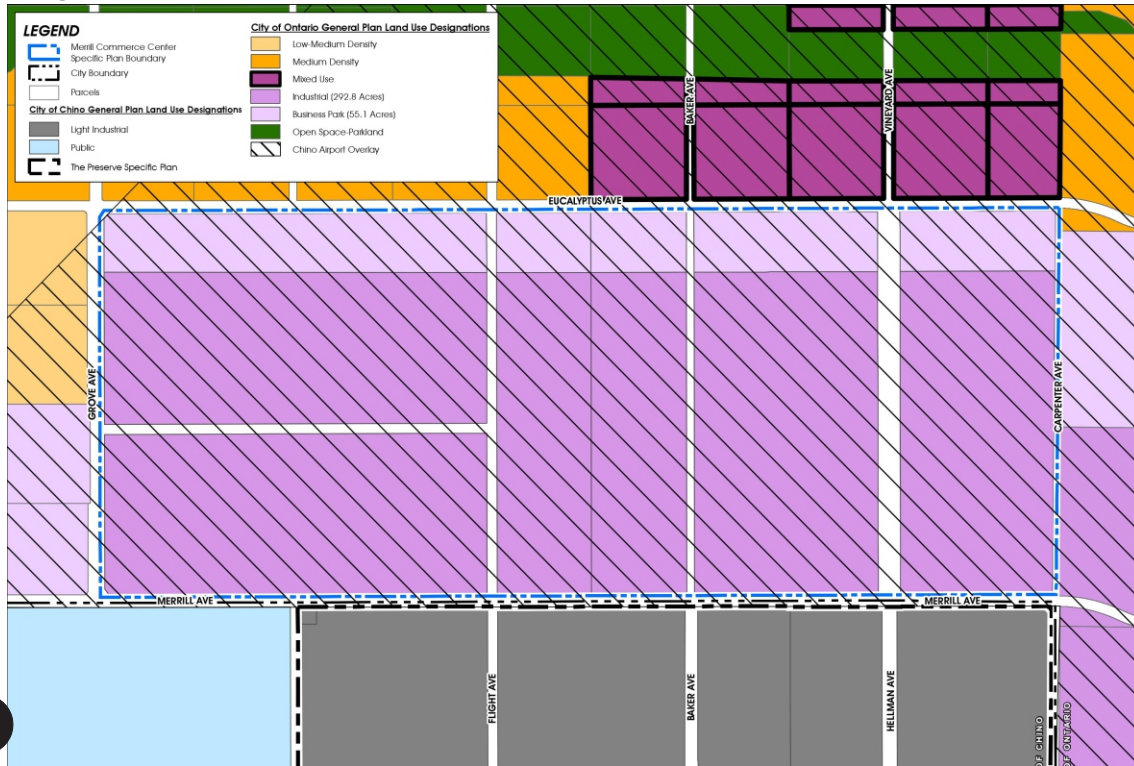 LEGEND
Merrill Commerce Center
Specific Plan Boundary
City Boundary
Parcels
City of Chino General Plan Land Use Designations
Light Industrial
Public
The Preserve Specific Plan
City of Ontario General Plan Land Use Designations
Low-Medium Density
Medium Density
Mixed Use
Industrial (292.8 Acres)
Business Park (55.1 Acres)
Open Space-Parkland
Chino Airport Overlay
BAKER AVE
VINEYARD AVE
EUCALYPTUS AVE
GROVE AVE
CARPENTER AVE
MERRILL AVE
MERRILL AVE
FLIGHT AVE
BAKER AVE
HELLMAN AVE
OF CHINO
OF ONTARIO